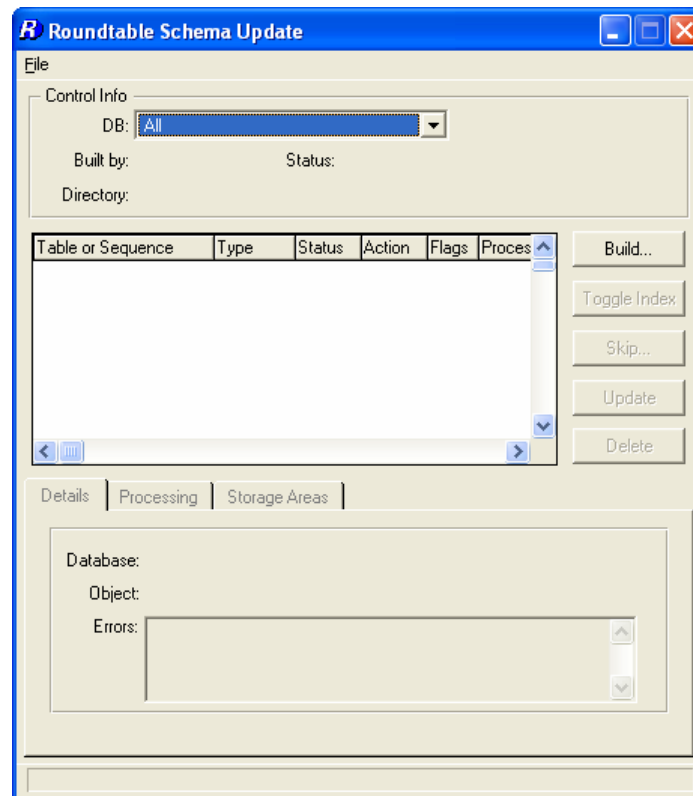 R Roundtable Schema Update
File
Control Info
DB: All
Built by: Status:
Directory:
Table or Sequence Type Status Action Flags Proces
Build...
Toggle Index
Skip...
Update
Delete
Details Processing Storage Areas
Database:
Object:
Errors: